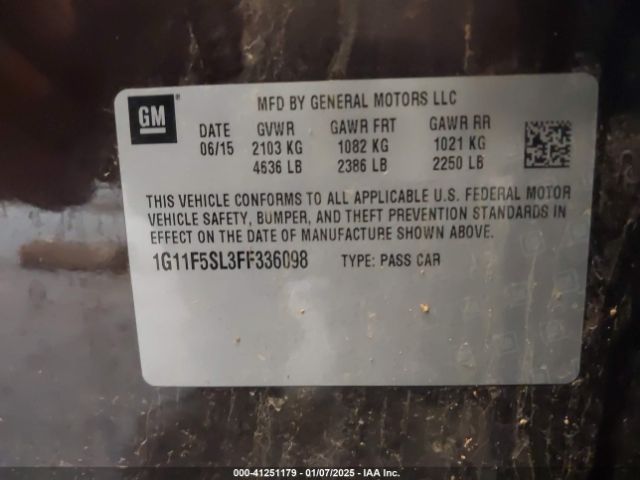 GM
MFD BY GENERAL MOTORS LLC
DATE GVWR GAWR FRT GAWR RR
06/15 2103 KG 1082 KG 1021 KG
4636 LB 2386 LB 2250 LB
THIS VEHICLE CONFORMS TO ALL APPLICABLE U.S. FEDERAL MOTOR
VEHICLE SAFETY, BUMPER, AND THEFT PREVENTION STANDARDS IN
EFFECT ON THE DATE OF MANUFACTURE SHOWN ABOVE.
1G11F5SL3FF336098 TYPE: PASS CAR
000-41251179 - 01/07/2025 - IAA Inc.